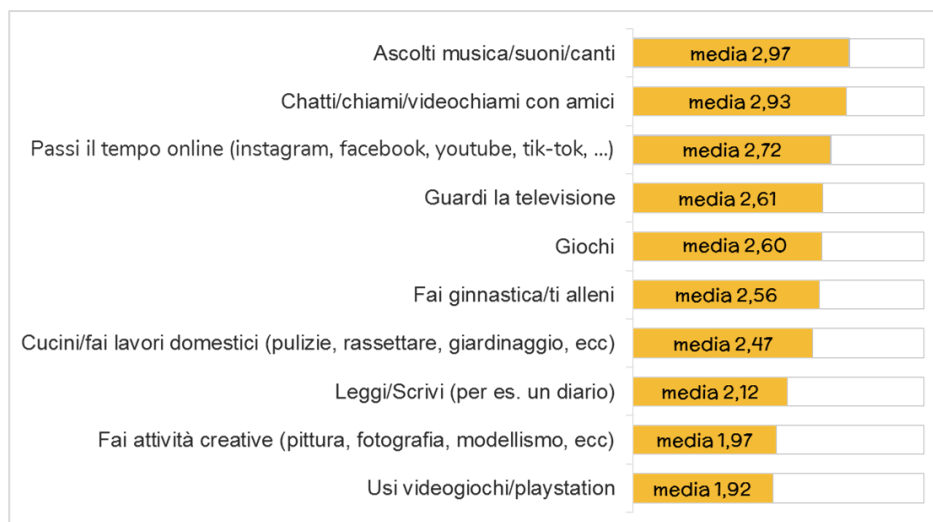 Ascolti musica/suoni/canti media 2,97
Chatti/chiami/videochiami con amici media 2,93
Passi il tempo online (instagram, facebook, youtube, tik-tok, ...) media 2,72
Guardi la televisione media 2,61
Giochi media 2,60
Fai ginnastica/ti alleni media 2,56
Cucini/fai lavori domestici (pulizie, rassettare, giardinaggio, ecc) media 2,47
Leggi/Scrivi (per es. un diario) media 2,12
Fai attività creative (pittura, fotografia, modellismo, ecc) media 1,97
Usi videogiochi/playstation media 1,92